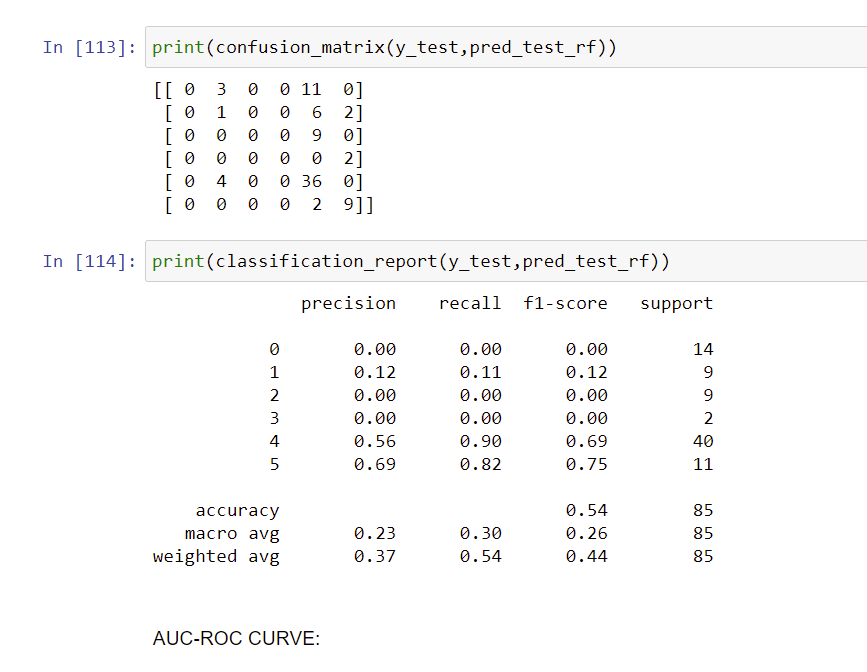 In [113]: print(confusion_matrix(y_test,pred_test_rf))
[[ 0 3 0 0 11 0]
[ 0 1 0 0 6 2]
[ 0 0 0 0 9 0]
[ 0 0 0 0 0 2]
[ 0 4 0 0 36 0]
[ 0 0 0 0 2 9]]
In [114]: print(classification_report(y_test,pred_test_rf))
precision recall f1-score support
0 0.00 0.00 0.00 14
1 0.12 0.11 0.12 9
2 0.00 0.00 0.00 9
3 0.00 0.00 0.00 2
4 0.56 0.90 0.69 40
5 0.69 0.82 0.75 11
accuracy 0.54 85
macro avg 0.23 0.30 0.26 85
weighted avg 0.37 0.54 0.44 85
AUC-ROC CURVE: